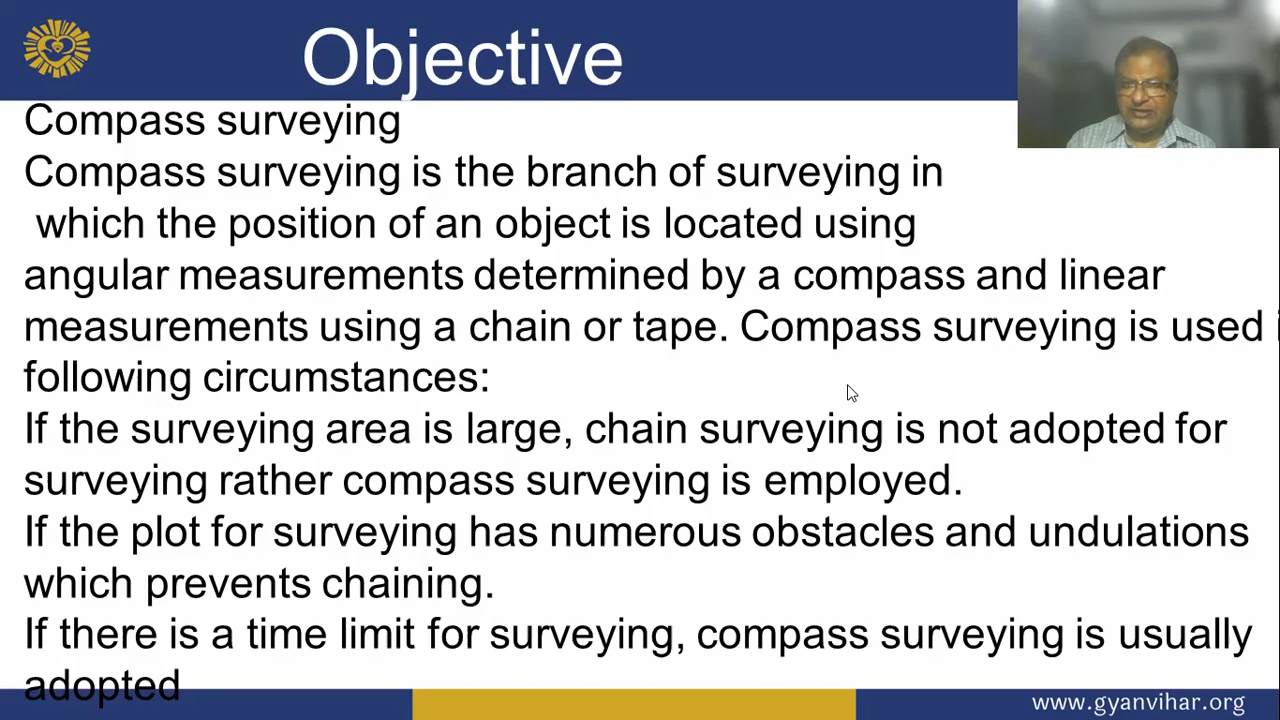 Objective
Compass surveying
Compass surveying is the branch of surveying in
which the position of an object is located using
angular measurements determined by a compass and linear
measurements using a chain or tape. Compass surveying is used
following circumstances:
If the surveying area is large, chain surveying is not adopted for
surveying rather compass surveying is employed.
If the plot for surveying has numerous obstacles and undulations
which prevents chaining.
If there is a time limit for surveying, compass surveying is usually
adopted
www.gyanvihar.org